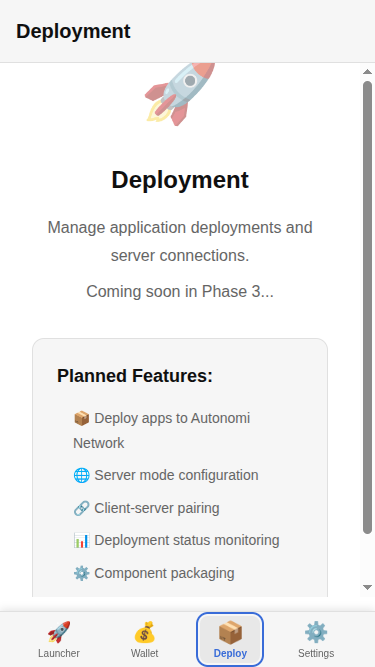 Deployment
Deployment
Manage application deployments and
server connections.
Coming soon in Phase 3...
Planned Features:
📦 Deploy apps to Autonomi
Network
🌐 Server mode configuration
🔗 Client-server pairing
📊 Deployment status monitoring
⚙️ Component packaging
Launcher
Wallet
Deploy
Settings